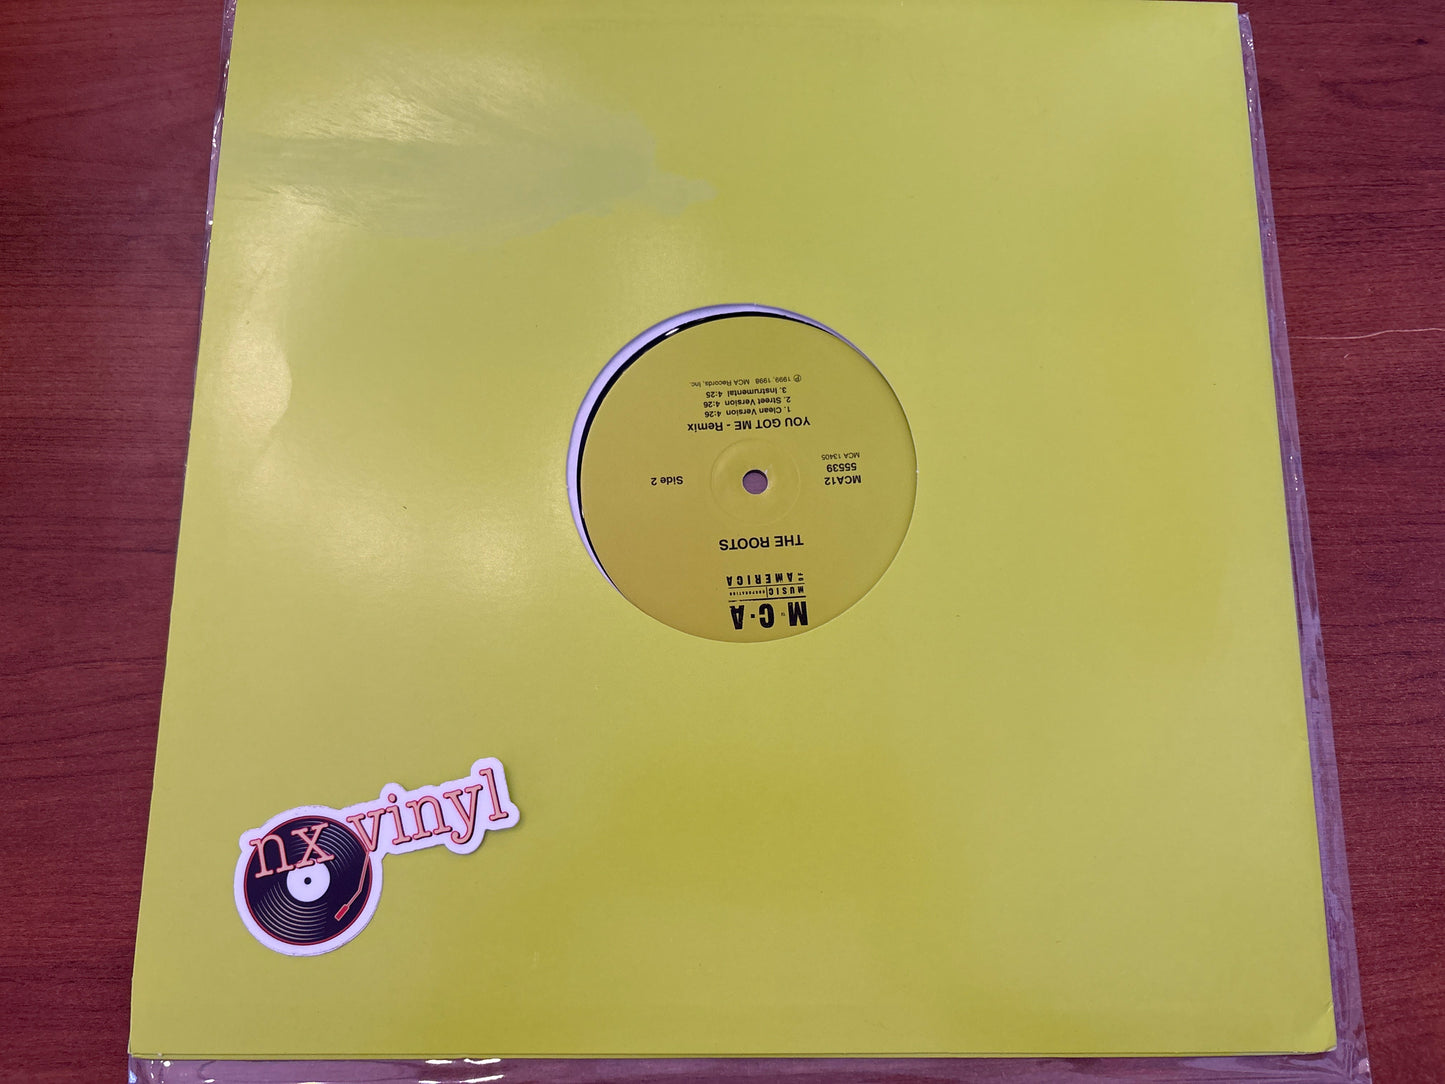 M·C·A
MUSIC CORPORATION
OF AMERICA
THE ROOTS
MCA12
55539
MCA 13405
Side 2
YOU GOT ME - Remix
1. Clean Version 4:26
2. Street Version 4:26
3. Instrumental 4:25
℗ 1999, 1998 MCA Records, Inc.
nx vinyl